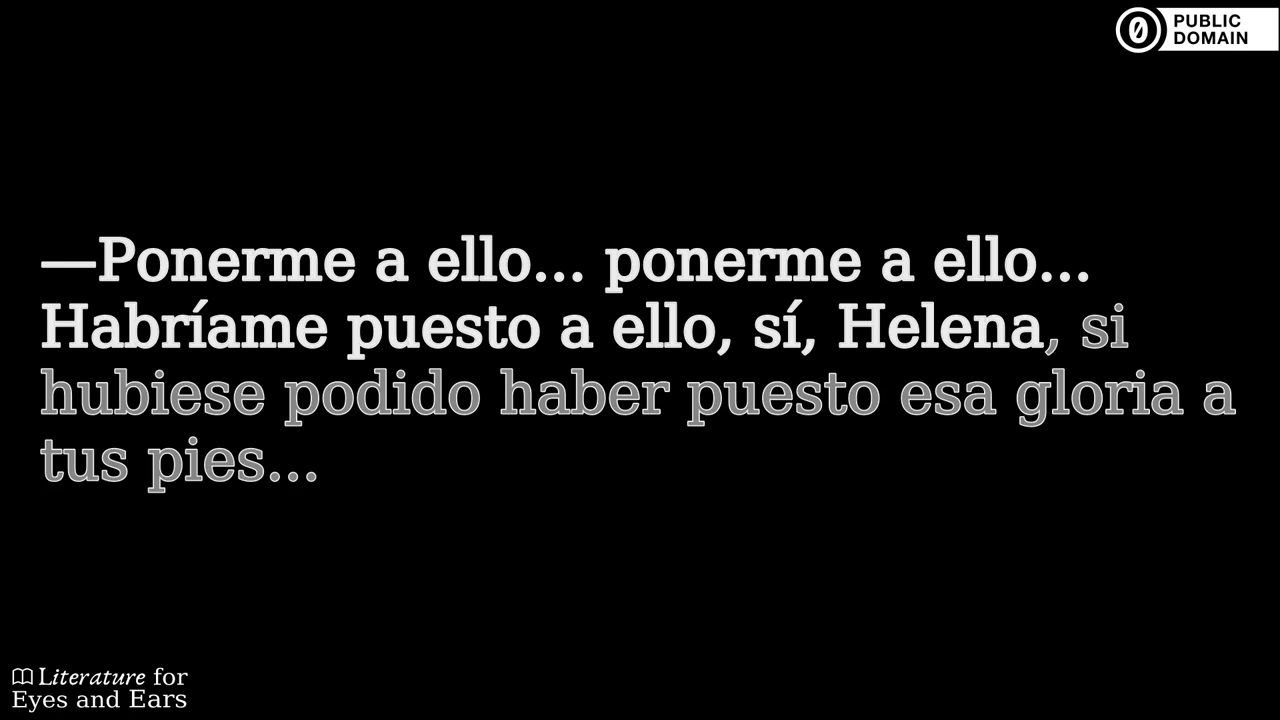 PUBLIC
DOMAIN
—Ponerme a ello... ponerme a ello...
Habríame puesto a ello, sí, Helena, si
hubiese podido haber puesto esa gloria a
tus pies...
Literature for
Eyes and Ears